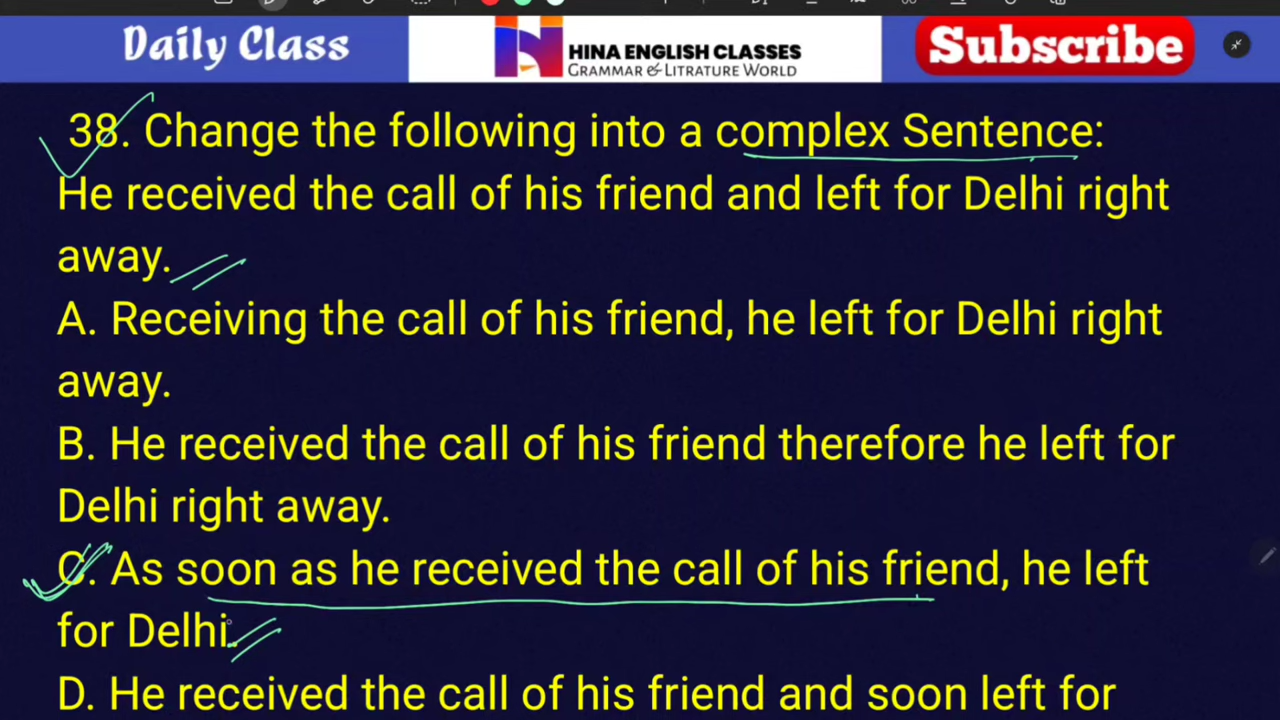 Daily Class
HINA ENGLISH CLASSES
GRAMMAR & LITRATURE WORLD
Subscribe
38. Change the following into a complex Sentence:
He received the call of his friend and left for Delhi right
away.
A. Receiving the call of his friend, he left for Delhi right
away.
B. He received the call of his friend therefore he left for
Delhi right away.
C. As soon as he received the call of his friend, he left
for Delhi.
D. He received the call of his friend and soon left for